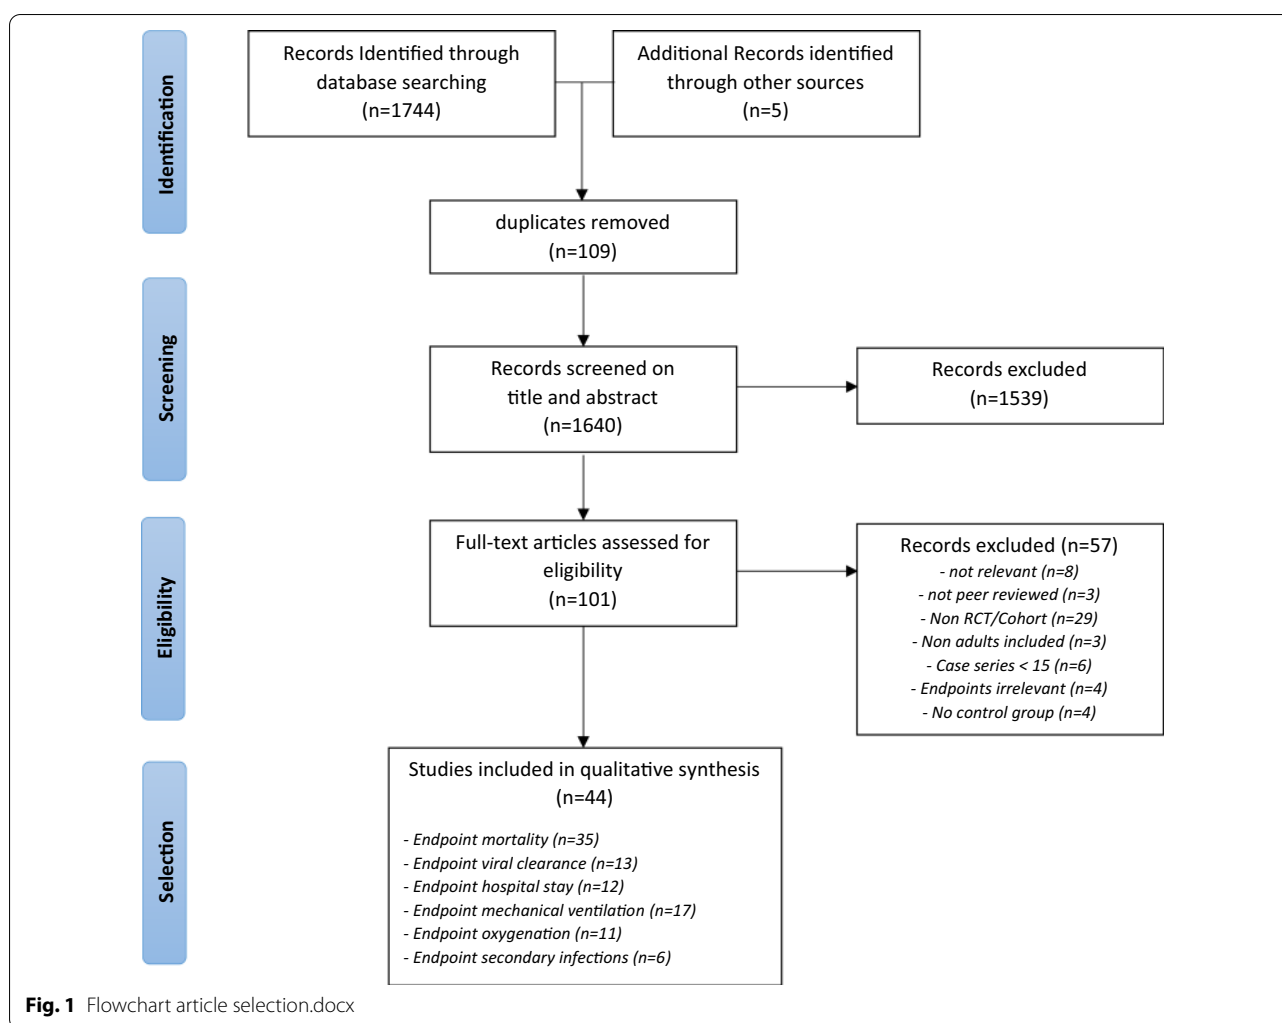 Identification
Records Identified through
database searching
(n=1744)
Additional Records identified
through other sources
(n=5)
duplicates removed
(n=109)
Screening
Records screened on
title and abstract
(n=1640)
Records excluded
(n=1539)
Eligibility
Full-text articles assessed for
eligibility
(n=101)
Records excluded (n=57)
- not relevant (n=8)
- not peer reviewed (n=3)
- Non RCT/Cohort (n=29)
- Non adults included (n=3)
- Case series < 15 (n=6)
- Endpoints irrelevant (n=4)
- No control group (n=4)
Selection
Studies included in qualitative synthesis
(n=44)
- Endpoint mortality (n=35)
- Endpoint viral clearance (n=13)
- Endpoint hospital stay (n=12)
- Endpoint mechanical ventilation (n=17)
- Endpoint oxygenation (n=11)
- Endpoint secondary infections (n=6)
Fig. 1 Flowchart article selection.docx